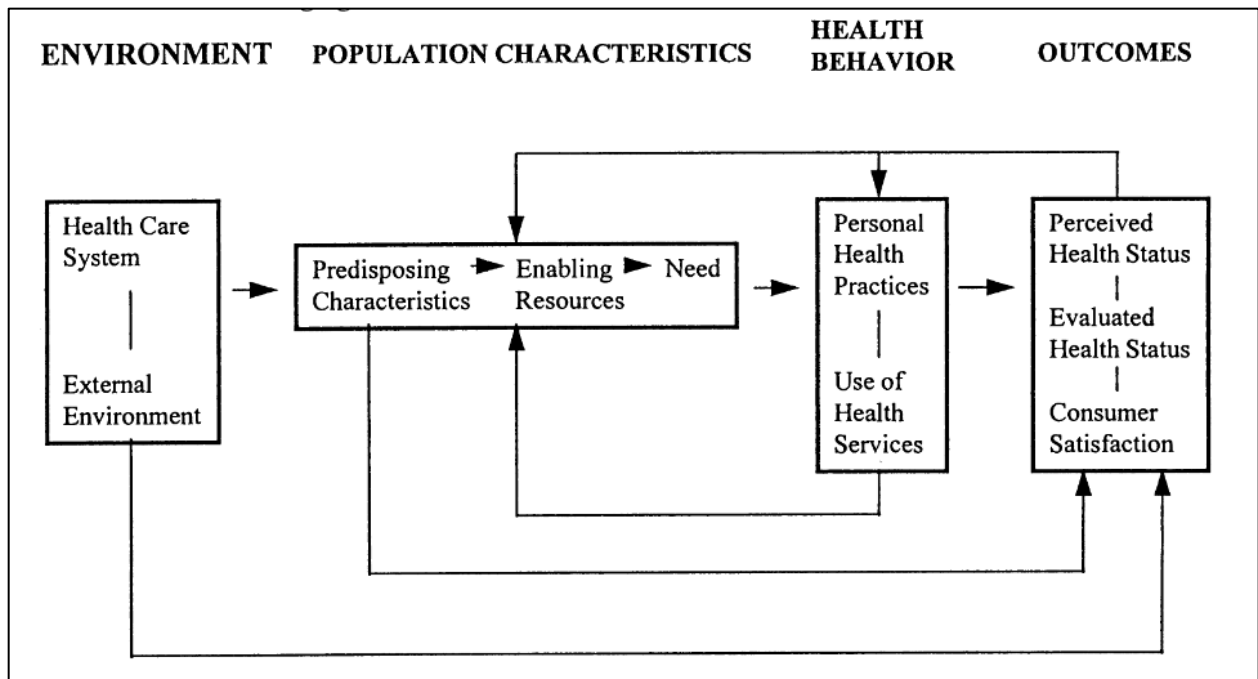 ENVIRONMENT
POPULATION CHARACTERISTICS
HEALTH
BEHAVIOR
OUTCOMES
Health Care
System
External
Environment
Predisposing
Characteristics
Enabling
Resources
Need
Personal
Health
Practices
Use of
Health
Services
Perceived
Health Status
Evaluated
Health Status
Consumer
Satisfaction